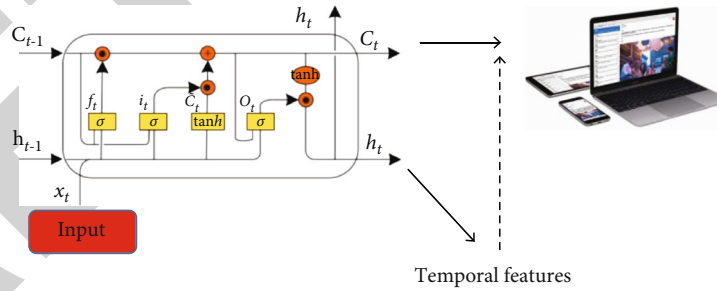 h_t
C_{t-1}
C_t
tanh
f_t
i_t
C̃_t
O_t
σ
σ
tanh
σ
h_{t-1}
h_t
x_t
Input
Temporal features